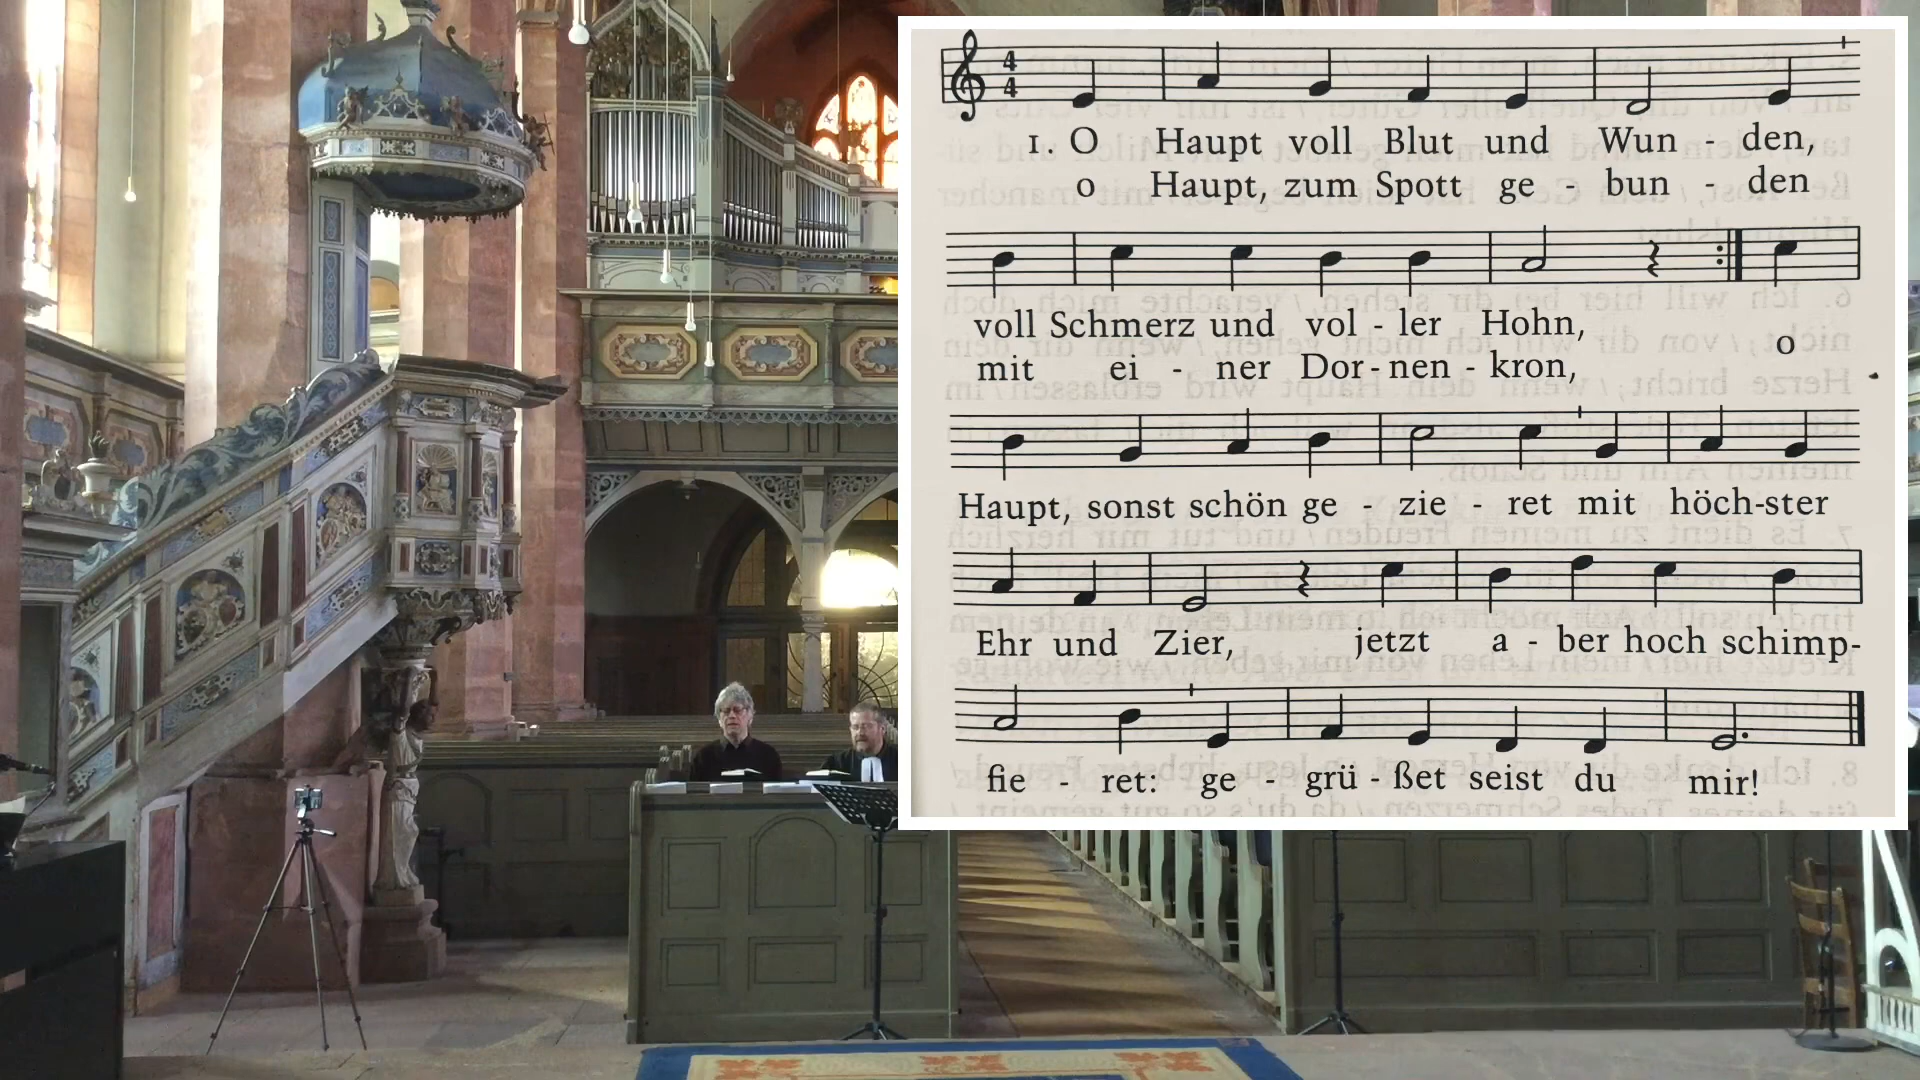 4
4
1. O Haupt voll Blut und Wun - den,
o Haupt, zum Spott ge - bun - den
voll Schmerz und vol - ler Hohn,
mit ei - ner Dor - nen - kron,
o
Haupt, sonst schön ge - zie - ret mit höch-ster
Ehr und Zier, jetzt a - ber hoch schimp-
fie - ret: ge - grü - ßet seist du mir!